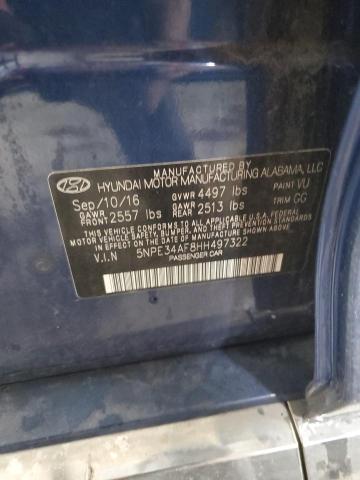 MANUFACTURED BY
HYUNDAI MOTOR MANUFACTURING ALABAMA, LLC
Sep/10/16 GVWR 4497 lbs PAINT VU
GAWR FRONT 2557 lbs GAWR REAR 2513 lbs TRIM GG
THIS VEHICLE CONFORMS TO ALL APPLICABLE U.S.A. FEDERAL
MOTOR VEHICLE SAFETY, BUMPER, AND THEFT PREVENTION
STANDARDS IN EFFECT ON THE DATE OF MANUFACTURE SHOWN ABOVE.
V.I.N 5NPE34AF8HH497322
PASSENGER CAR